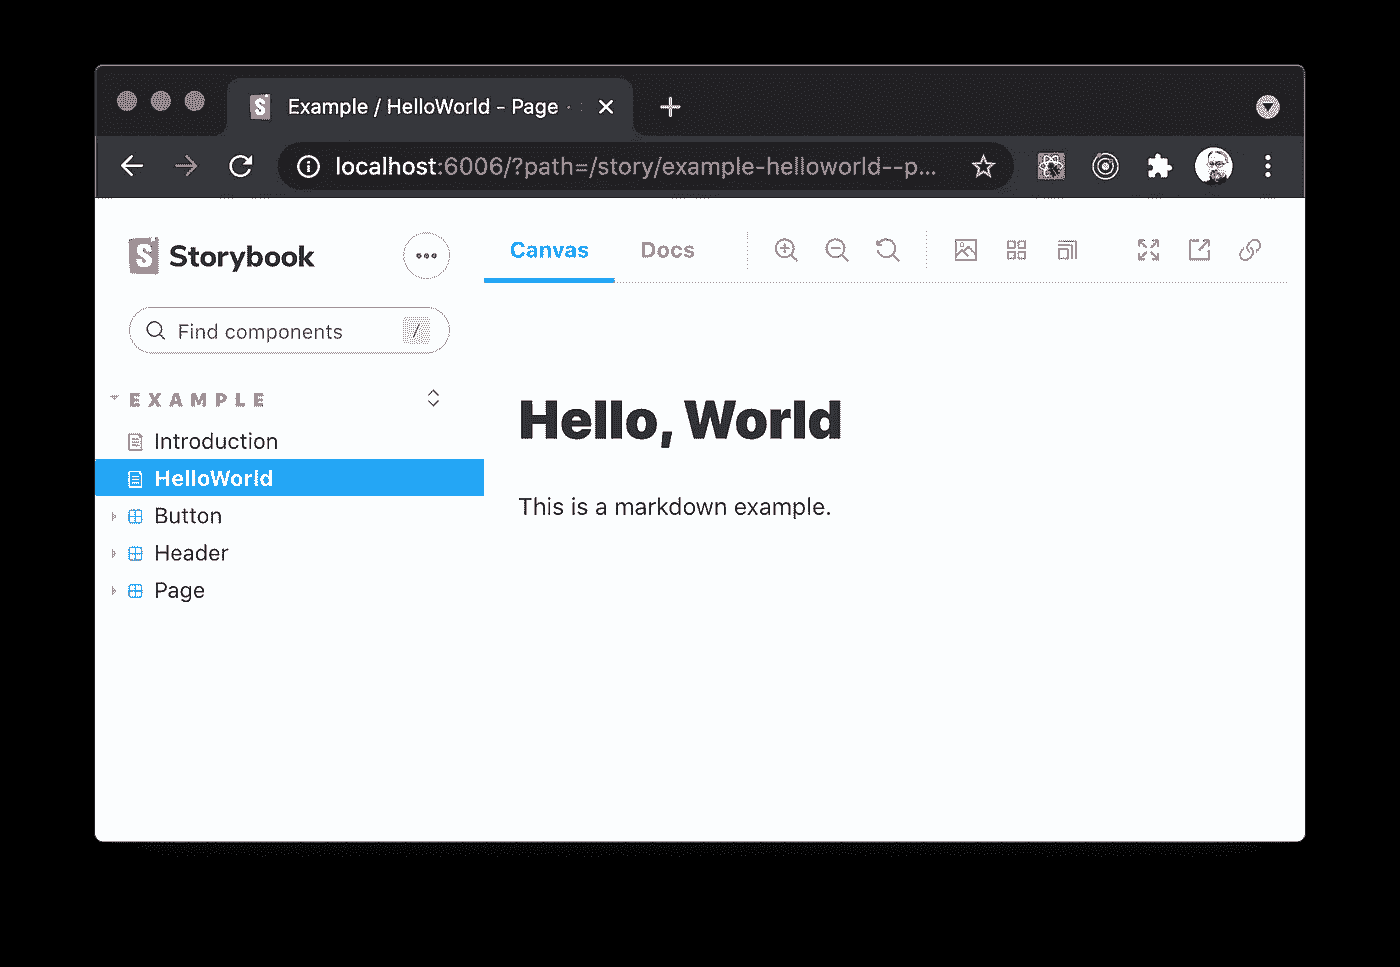 Example / HelloWorld - Page ·
localhost:6006/?path=/story/example-helloworld--p...
Storybook
Canvas
Docs
Find components
/
EXAMPLE
Introduction
HelloWorld
Button
Header
Page
Hello, World
This is a markdown example.